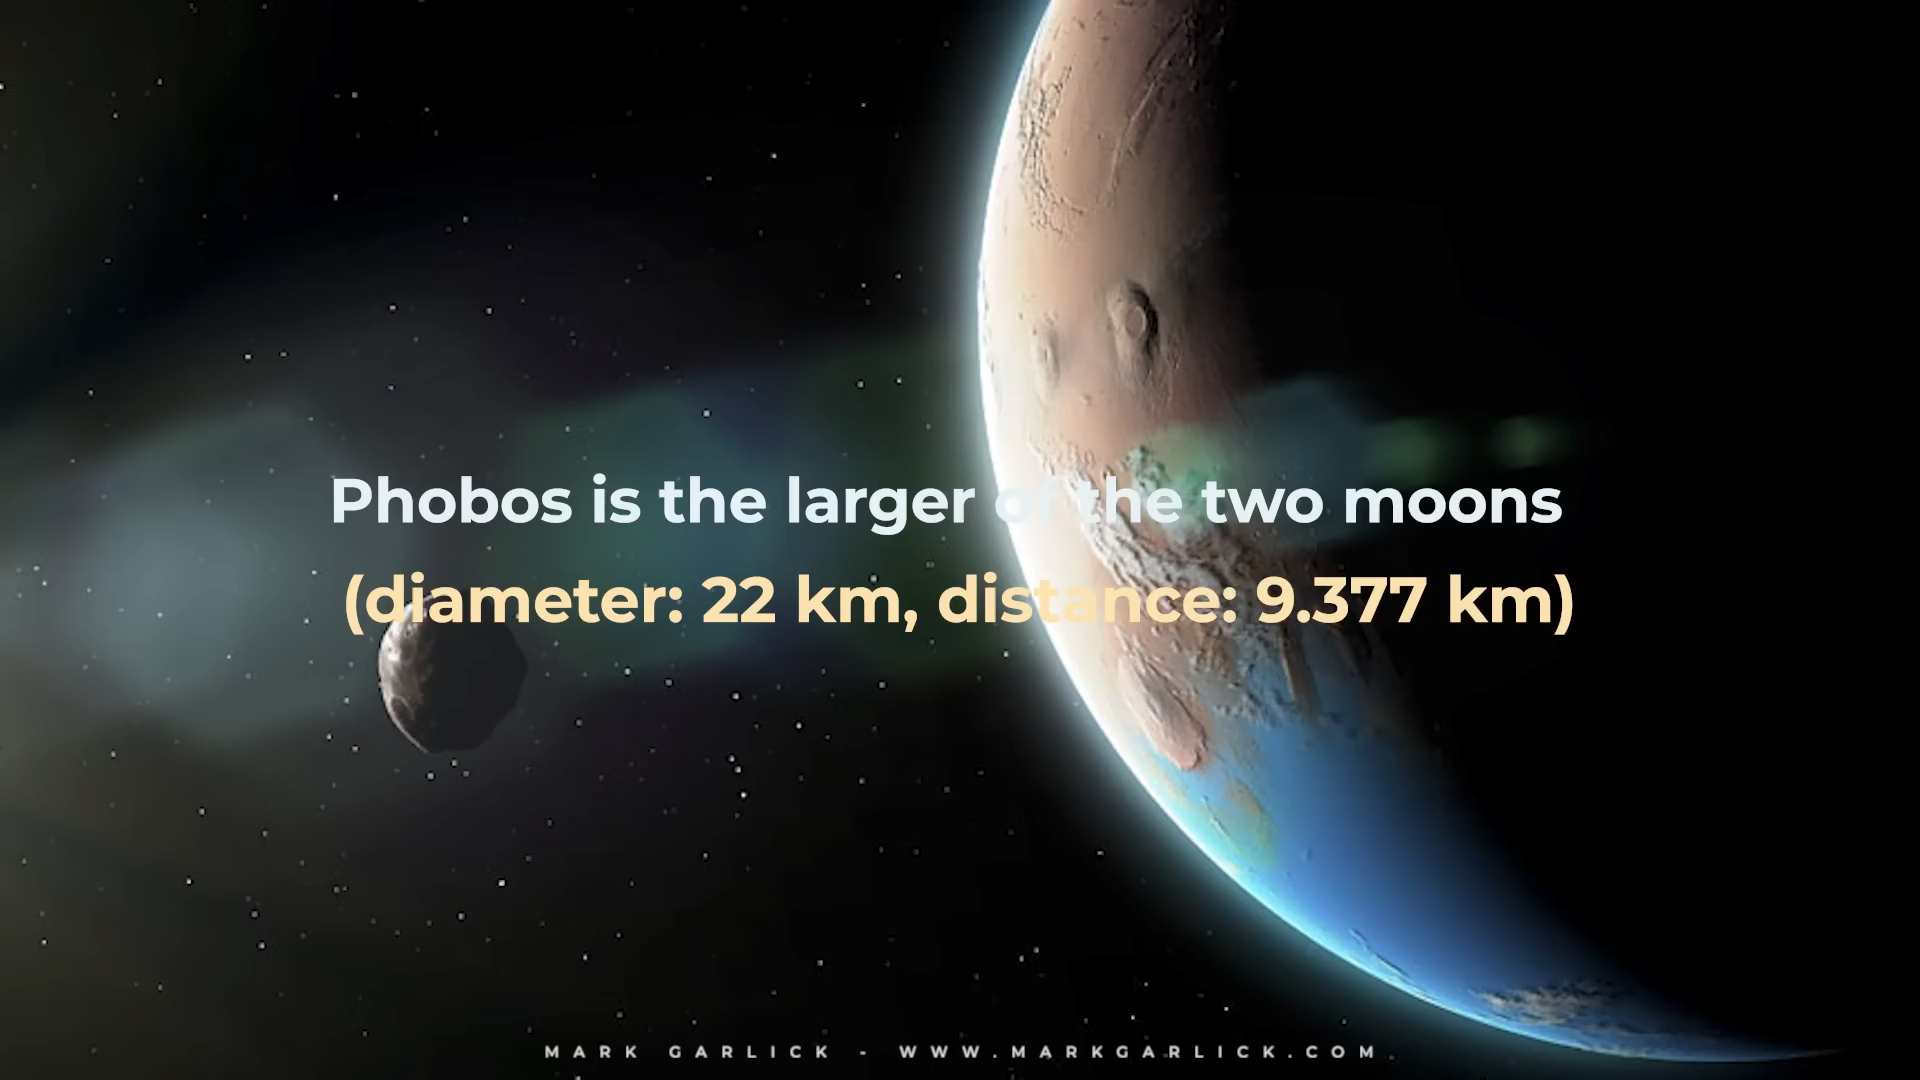 Phobos is the larger of the two moons
(diameter: 22 km, distance: 9.377 km)
MARK GARLICK - WWW.MARKGARLICK.COM